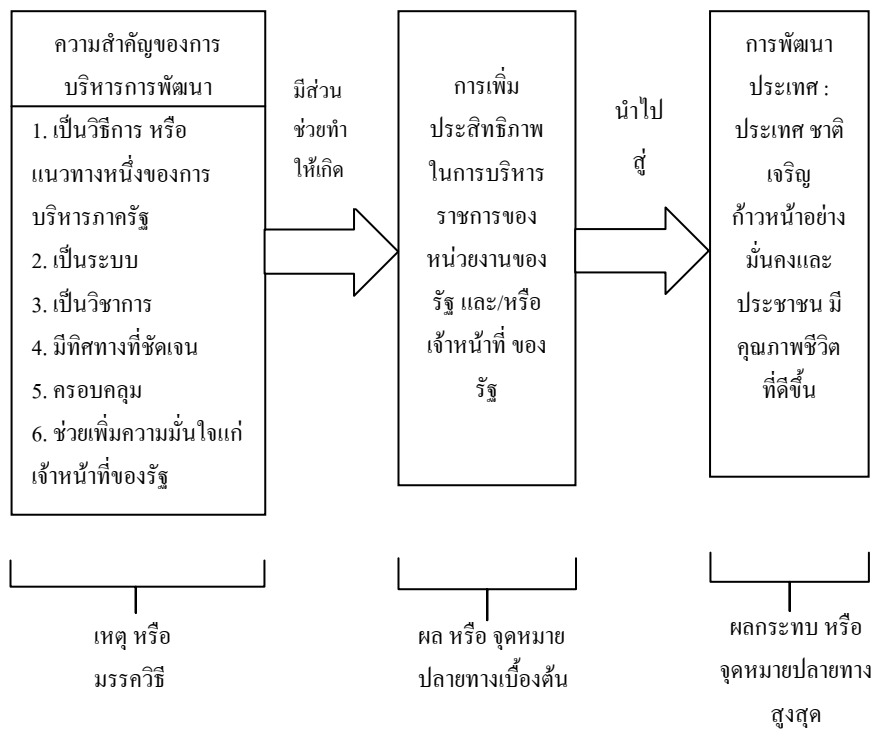 ความสำคัญของการ
บริหารการพัฒนา
1. เป็นวิธีการ หรือ
แนวทางหนึ่งของการ
บริหารภาครัฐ
2. เป็นระบบ
3. เป็นวิชาการ
4. มีทิศทางที่ชัดเจน
5. ครอบคลุม
6. ช่วยเพิ่มความมั่นใจแก่
เจ้าหน้าที่ของรัฐ
มีส่วน
ช่วยทำ
ให้เกิด
การเพิ่ม
ประสิทธิภาพ
ในการบริหาร
ราชการของ
หน่วยงานของ
รัฐ และ/หรือ
เจ้าหน้าที่ ของ
รัฐ
นำไป
สู่
การพัฒนา
ประเทศ :
ประเทศ ชาติ
เจริญ
ก้าวหน้าอย่าง
มั่นคงและ
ประชาชน มี
คุณภาพชีวิต
ที่ดีขึ้น
เหตุ หรือ
มรรควิธี
ผล หรือ จุดหมาย
ปลายทางเบื้องต้น
ผลกระทบ หรือ
จุดหมายปลายทาง
สูงสุด